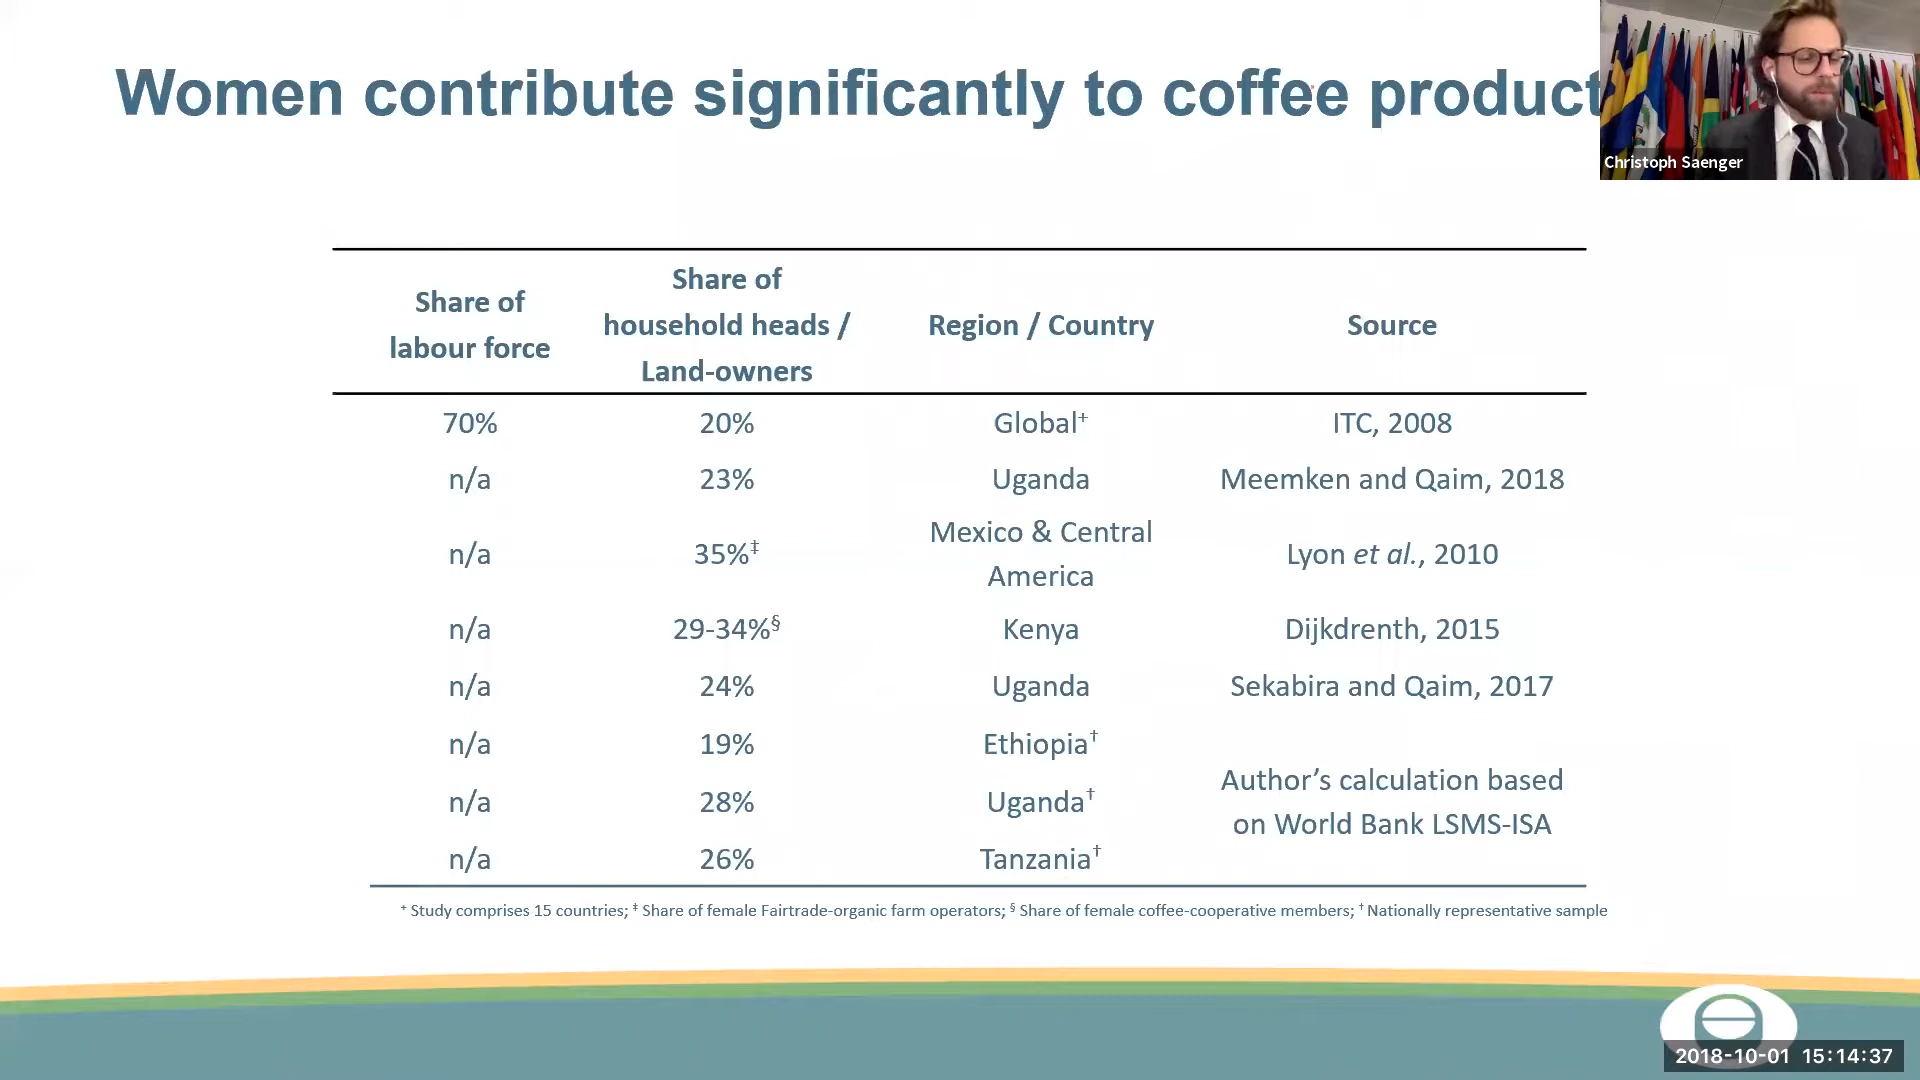 Women contribute significantly to coffee product
Christoph Saenger
Share of
labour force
Share of
household heads /
Land-owners
Region / Country
Source
70% 20% Global⁺ ITC, 2008
n/a 23% Uganda Meemken and Qaim, 2018
n/a 35%‡ Mexico & Central
America Lyon et al., 2010
n/a 29-34%§ Kenya Dijkdrenth, 2015
n/a 24% Uganda Sekabira and Qaim, 2017
n/a 19% Ethiopia†
n/a 28% Uganda†
n/a 26% Tanzania†
Author’s calculation based
on World Bank LSMS-ISA
⁺ Study comprises 15 countries; ‡ Share of female Fairtrade-organic farm operators; § Share of female coffee-cooperative members; † Nationally representative sample
2018-10-01 15:14:37